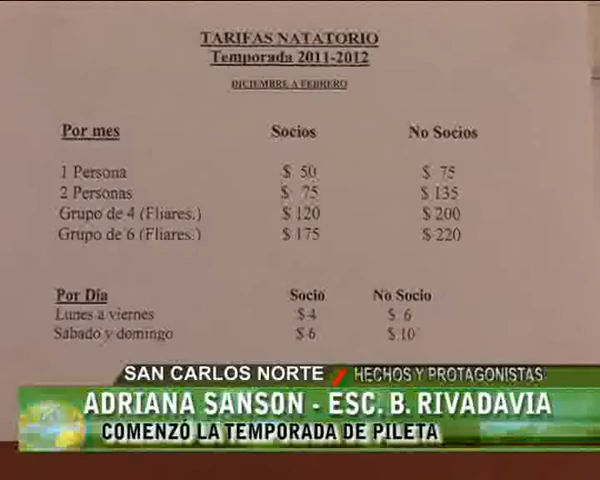 TARIFAS NATATORIO
Temporada 2011-2012
DICIEMBRE A FEBRERO
Por mes Socios No Socios
1 Persona $ 50 $ 75
2 Personas $ 75 $ 135
Grupo de 4 (Fliares.) $ 120 $ 200
Grupo de 6 (Fliares.) $ 175 $ 220
Por Día Socio No Socio
Lunes a viernes $ 4 $ 6
Sabado y domingo $ 6 $ 10
SAN CARLOS NORTE / HECHOS Y PROTAGONISTAS
ADRIANA SANSON - ESC. B. RIVADAVIA
COMENZÓ LA TEMPORADA DE PILETA